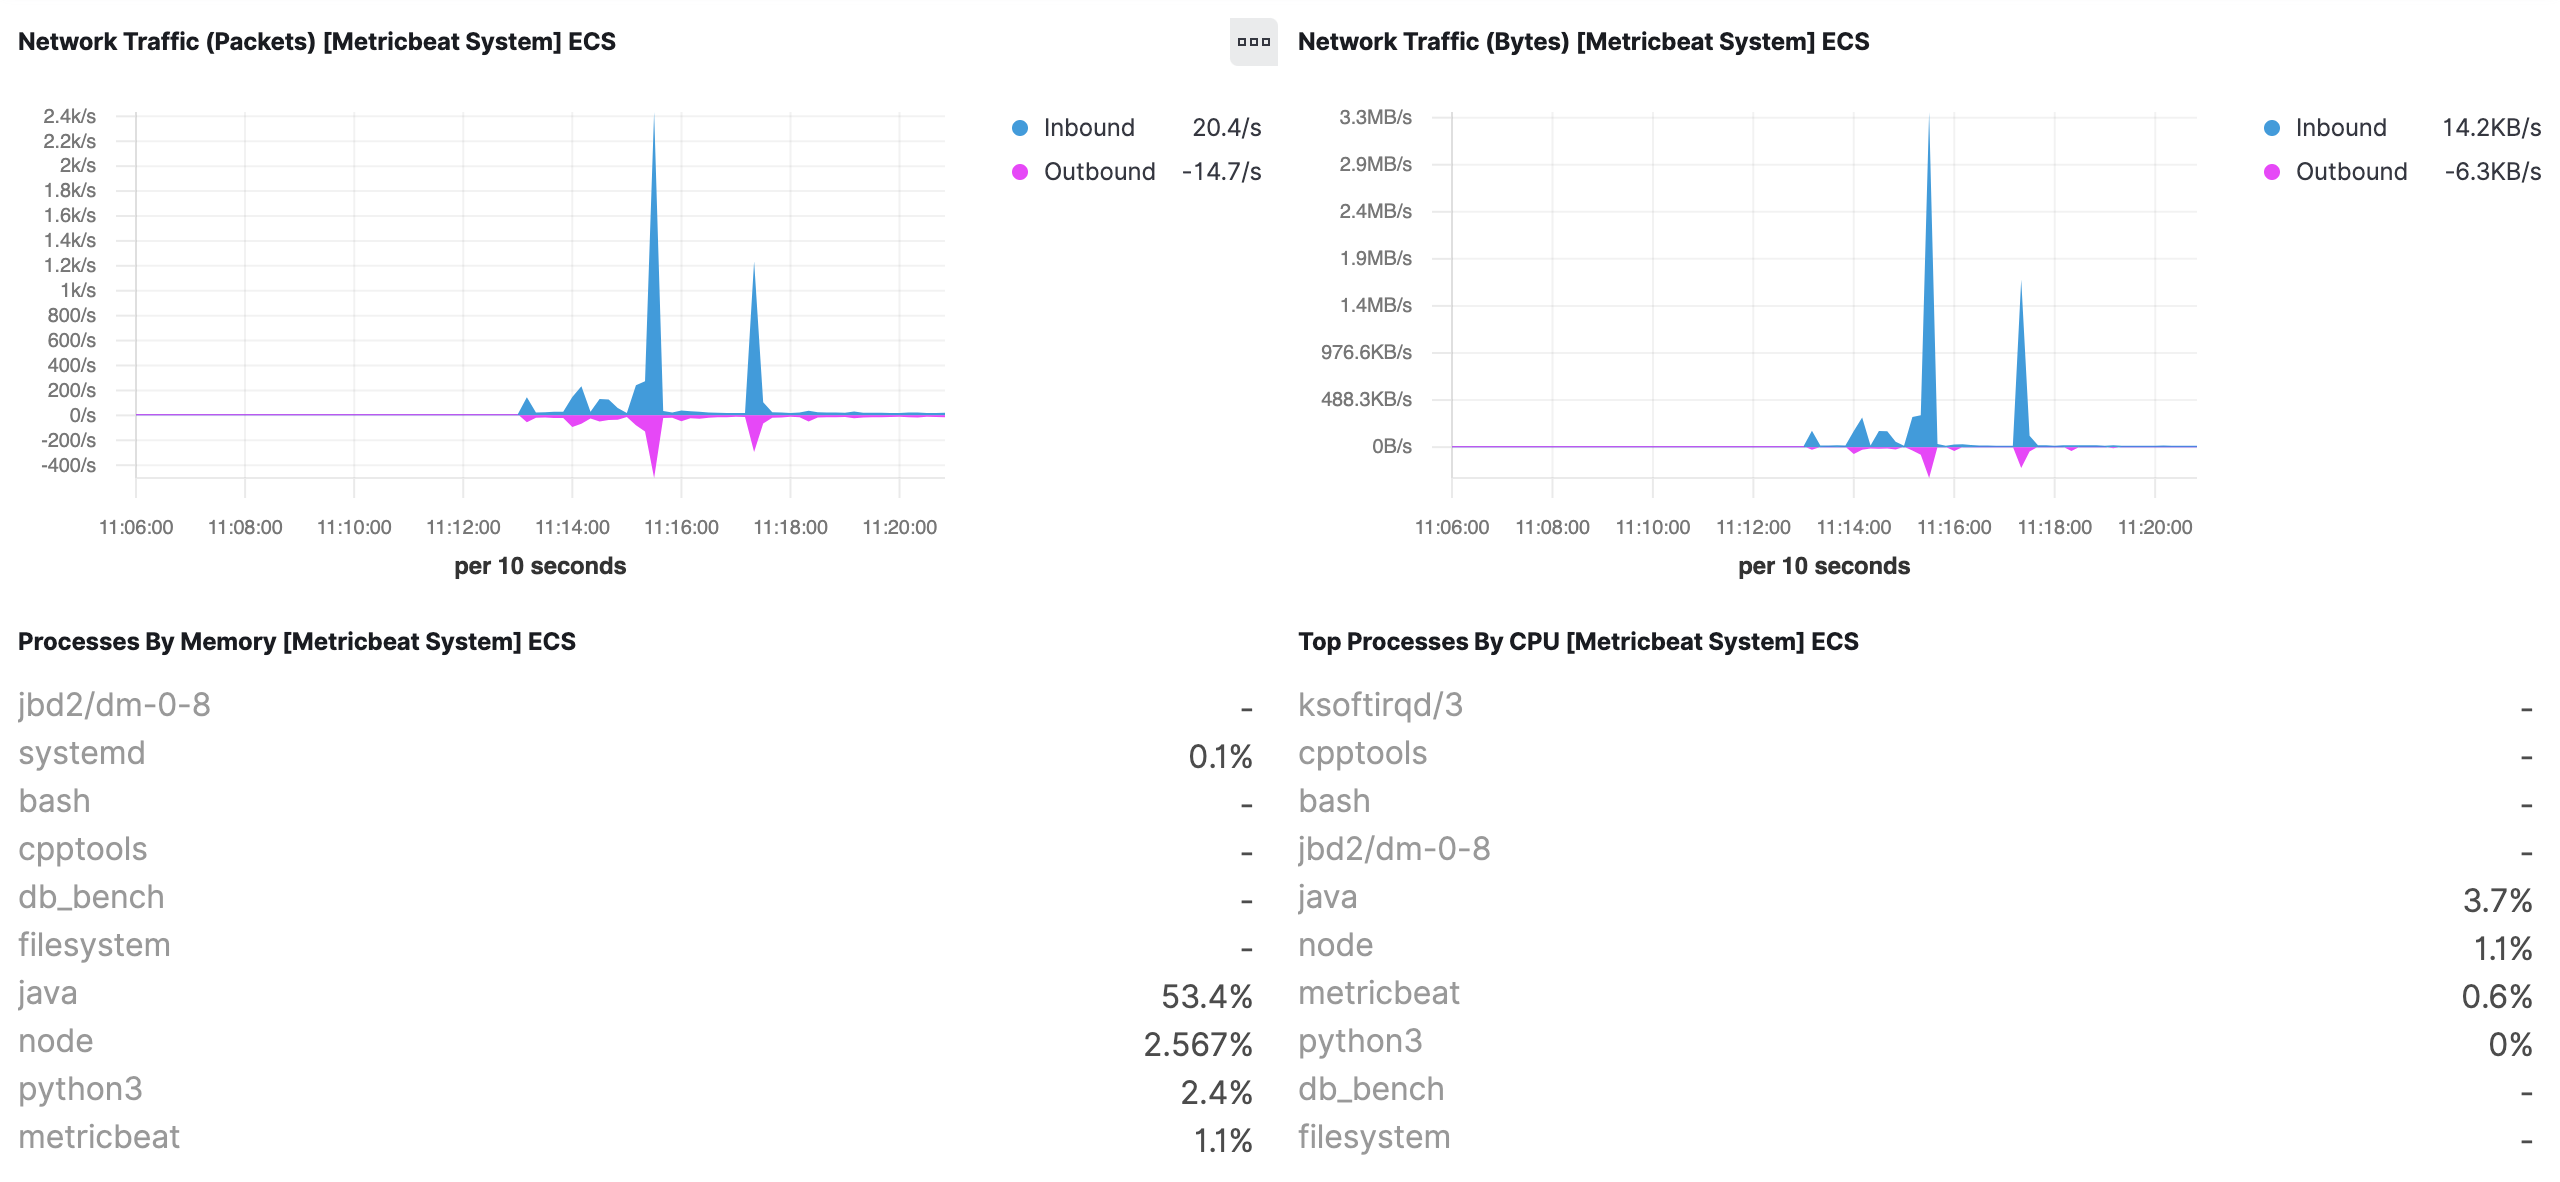 Network Traffic (Packets) [Metricbeat System] ECS
2.4k/s
2.2k/s
2k/s
1.8k/s
1.6k/s
1.4k/s
1.2k/s
1k/s
800/s
600/s
400/s
200/s
0/s
-200/s
-400/s
11:06:00 11:08:00 11:10:00 11:12:00 11:14:00 11:16:00 11:18:00 11:20:00
per 10 seconds
Inbound 20.4/s
Outbound -14.7/s
Network Traffic (Bytes) [Metricbeat System] ECS
3.3MB/s
2.9MB/s
2.4MB/s
1.9MB/s
1.4MB/s
976.6KB/s
488.3KB/s
0B/s
11:06:00 11:08:00 11:10:00 11:12:00 11:14:00 11:16:00 11:18:00 11:20:00
per 10 seconds
Inbound 14.2KB/s
Outbound -6.3KB/s
Processes By Memory [Metricbeat System] ECS
jbd2/dm-0-8 -
systemd 0.1%
bash -
cpptools -
db_bench -
filesystem -
java 53.4%
node 2.567%
python3 2.4%
metricbeat 1.1%
Top Processes By CPU [Metricbeat System] ECS
ksoftirqd/3 -
cpptools -
bash -
jbd2/dm-0-8 -
java 3.7%
node 1.1%
metricbeat 0.6%
python3 0%
db_bench -
filesystem -